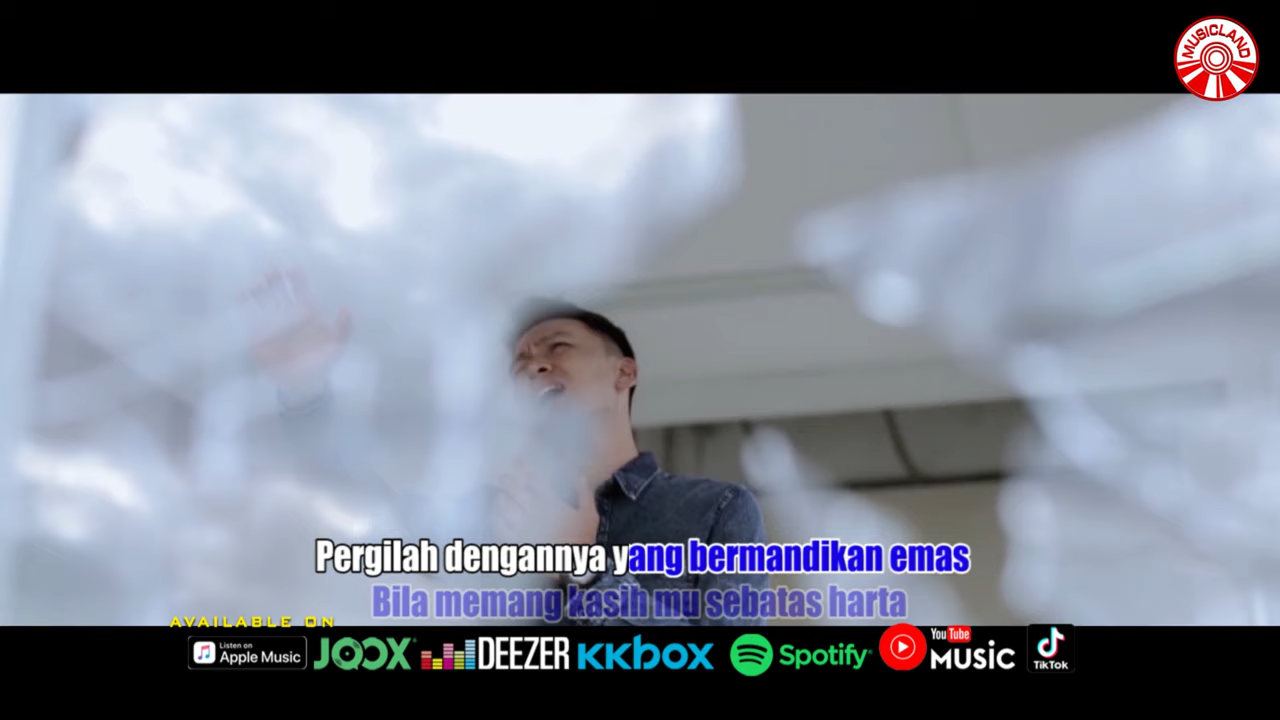 MUSICLAND
Pergilah dengannya yang bermandikan emas
Bila memang kasih mu sebatas harta
AVAILABLE ON
Listen on
Apple Music
JOOX
DEEZER
KKBOX
Spotify
YouTube
MUSIC
TikTok